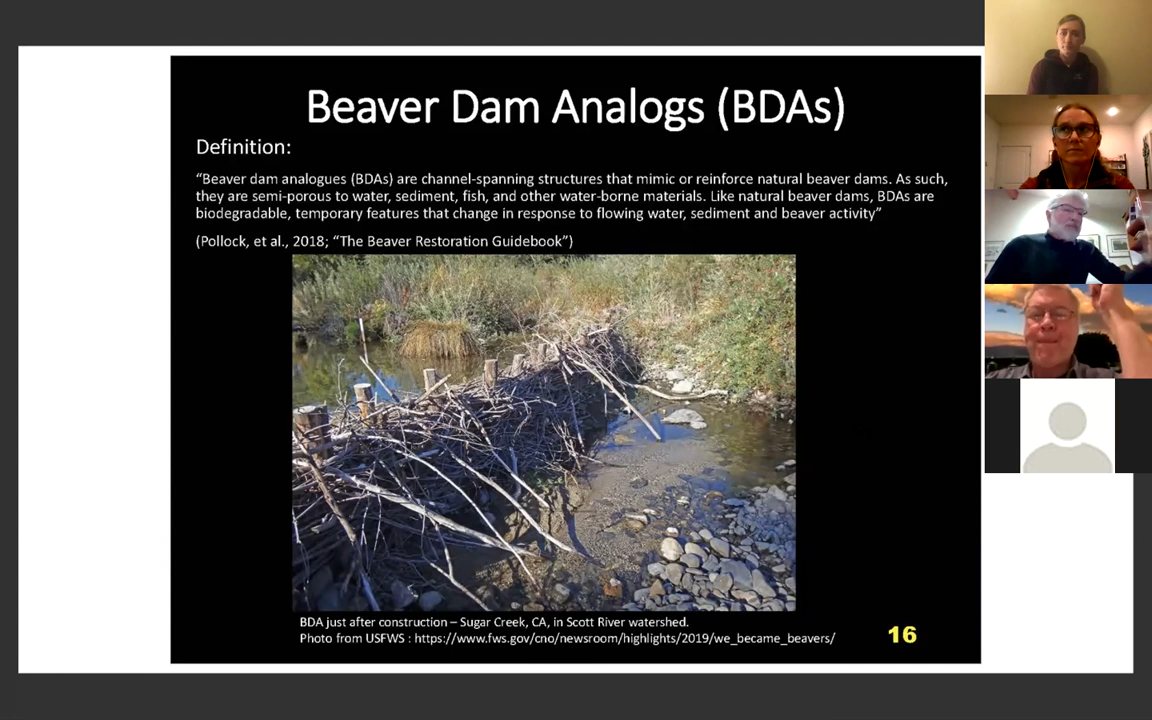 Beaver Dam Analogs (BDAs)
Definition:
“Beaver dam analogues (BDAs) are channel-spanning structures that mimic or reinforce natural beaver dams. As such,
they are semi-porous to water, sediment, fish, and other water-borne materials. Like natural beaver dams, BDAs are
biodegradable, temporary features that change in response to flowing water, sediment and beaver activity”
(Pollock, et al., 2018; “The Beaver Restoration Guidebook”)
BDA just after construction – Sugar Creek, CA, in Scott River watershed.
Photo from USFWS : https://www.fws.gov/cno/newsroom/highlights/2019/we_became_beavers/
16